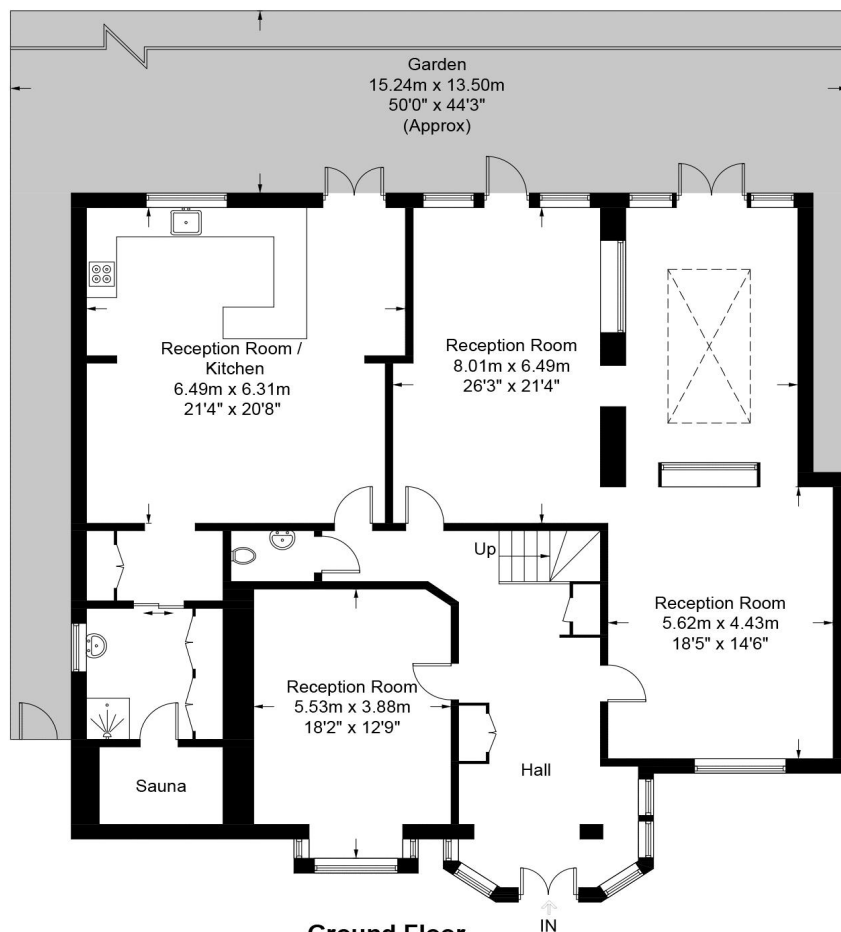 Garden
15.24m x 13.50m
50'0" x 44'3"
(Approx)
Reception Room /
Kitchen
6.49m x 6.31m
21'4" x 20'8"
Reception Room
8.01m x 6.49m
26'3" x 21'4"
Up
Reception Room
5.62m x 4.43m
18'5" x 14'6"
Reception Room
5.53m x 3.88m
18'2" x 12'9"
Sauna
Hall
IN
Ground Floor